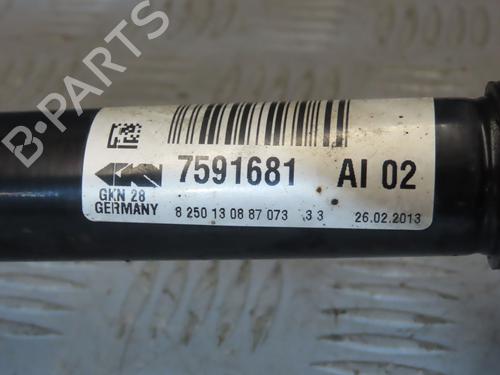 B-PARTS
7591681 AI 02
GKN 28
GERMANY
8 250 13 08 87 073 3 3 26.02.2013